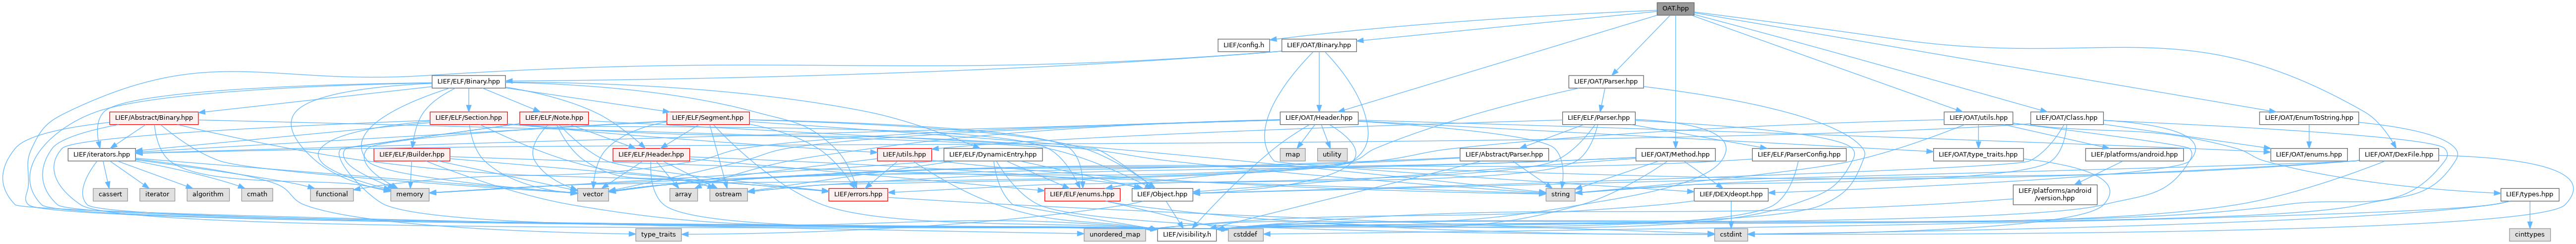 OAT.hpp
LIEF/config.h
LIEF/OAT/Binary.hpp
LIEF/ELF/Binary.hpp
LIEF/OAT/Parser.hpp
LIEF/Abstract/Binary.hpp
LIEF/ELF/Section.hpp
LIEF/ELF/Note.hpp
LIEF/ELF/Segment.hpp
LIEF/OAT/Header.hpp
LIEF/ELF/Parser.hpp
LIEF/OAT/utils.hpp
LIEF/OAT/Class.hpp
LIEF/OAT/EnumToString.hpp
LIEF/iterators.hpp
LIEF/ELF/Builder.hpp
LIEF/ELF/Header.hpp
LIEF/utils.hpp
LIEF/ELF/DynamicEntry.hpp
map
utility
LIEF/Abstract/Parser.hpp
LIEF/OAT/Method.hpp
LIEF/ELF/ParserConfig.hpp
LIEF/OAT/type_traits.hpp
LIEF/platforms/android.hpp
LIEF/OAT/enums.hpp
LIEF/OAT/DexFile.hpp
cassert
iterator
algorithm
cmath
functional
memory
vector
array
ostream
LIEF/errors.hpp
LIEF/ELF/enums.hpp
LIEF/Object.hpp
string
LIEF/DEX/deopt.hpp
LIEF/platforms/android
/version.hpp
LIEF/types.hpp
type_traits
unordered_map
LIEF/visibility.h
cstddef
cstdint
cinttypes